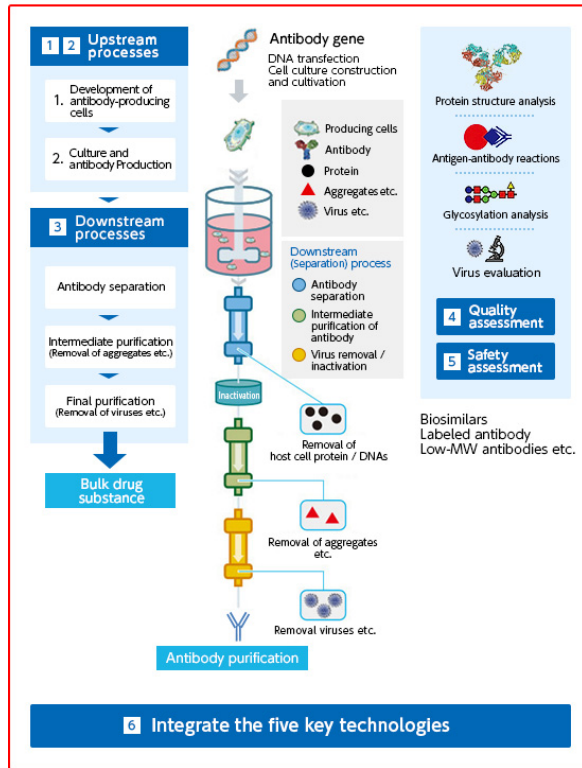 1 2 Upstream
processes
1. Development of
antibody-producing
cells
2. Culture and
antibody Production
3 Downstream
processes
Antibody separation
Intermediate purification
(Removal of aggregates etc.)
Final purification
(Removal of viruses etc.)
Bulk drug
substance
Antibody gene
DNA transfection
Cell culture construction
and cultivation
Producing cells
Antibody
Protein
Aggregates etc.
Virus etc.
Downstream
(Separation) process
Antibody
separation
Intermediate
purification of
antibody
Virus removal /
inactivation
Inactivation
Removal of
host cell protein / DNAs
Removal of aggregates
etc.
Removal viruses etc.
Antibody purification
Protein structure analysis
Antigen-antibody reactions
Glycosylation analysis
Virus evaluation
4 Quality
assessment
5 Safety
assessment
Biosimilars
Labeled antibody
Low-MW antibodies etc.
6 Integrate the five key technologies